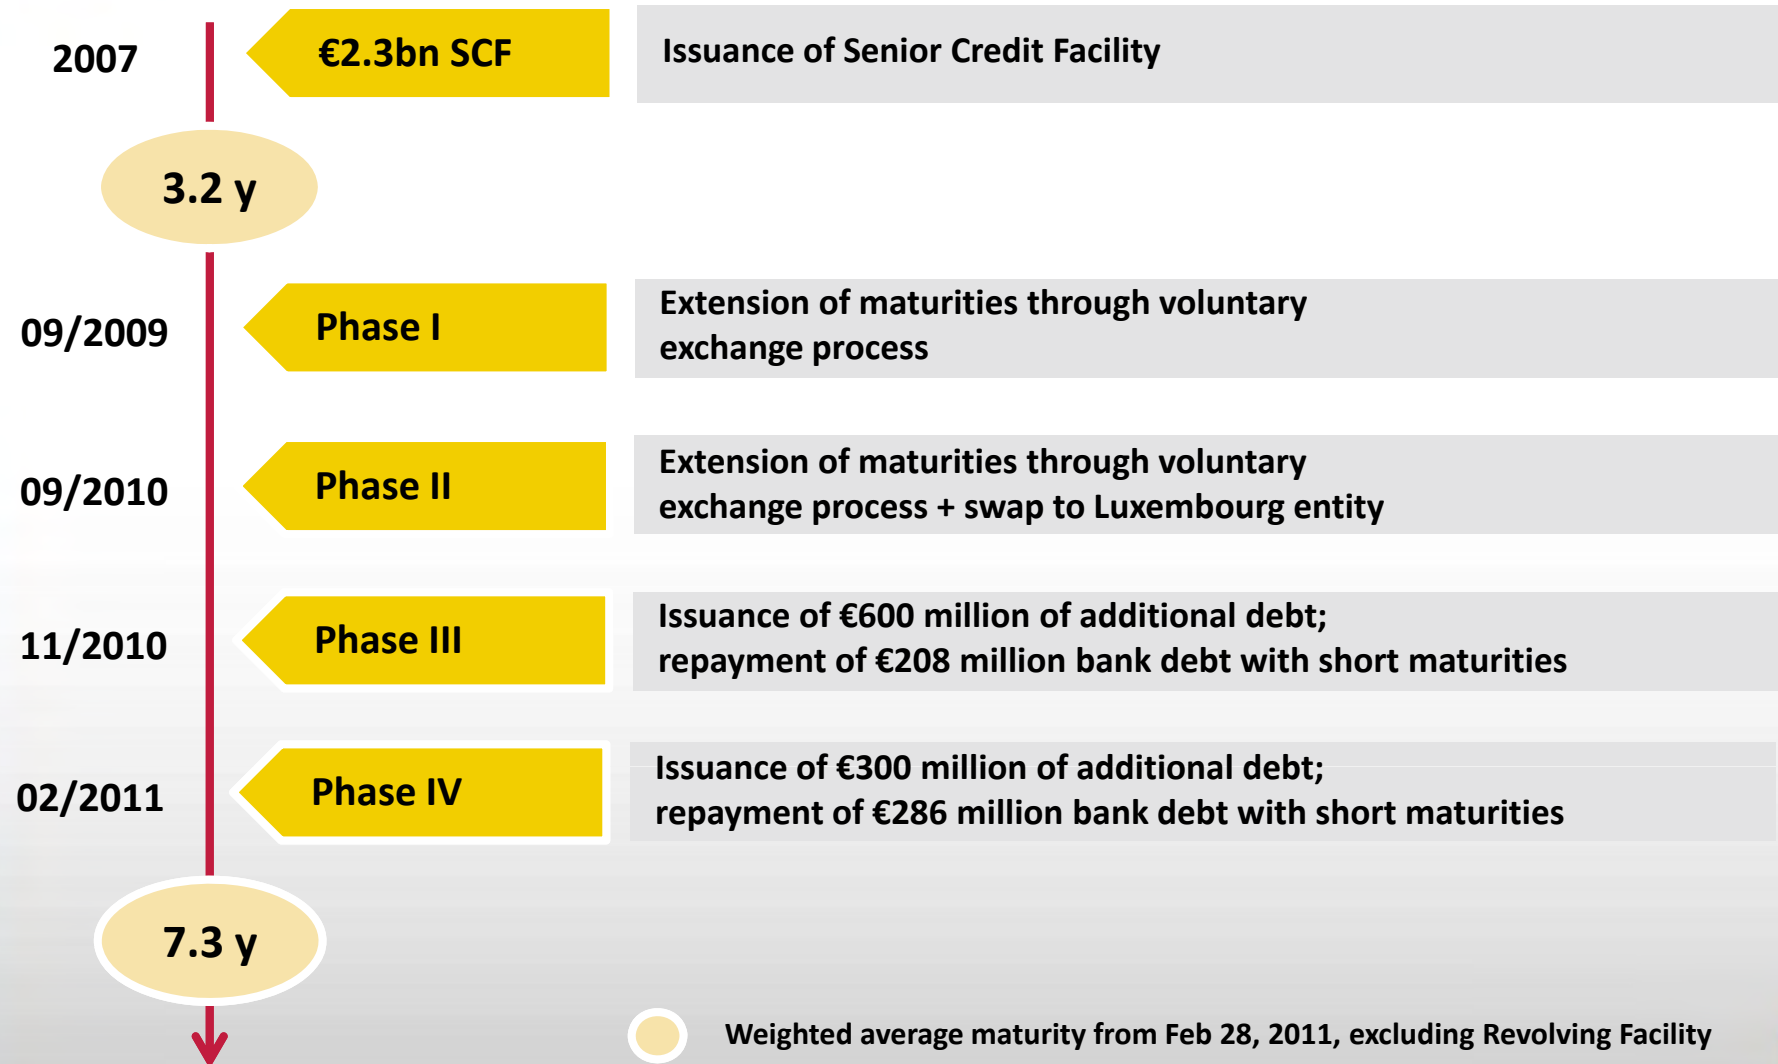 2007
€2.3bn SCF
Issuance of Senior Credit Facility
3.2 y
09/2009
Phase I
Extension of maturities through voluntary
exchange process
09/2010
Phase II
Extension of maturities through voluntary
exchange process + swap to Luxembourg entity
11/2010
Phase III
Issuance of €600 million of additional debt;
repayment of €208 million bank debt with short maturities
02/2011
Phase IV
Issuance of €300 million of additional debt;
repayment of €286 million bank debt with short maturities
7.3 y
Weighted average maturity from Feb 28, 2011, excluding Revolving Facility